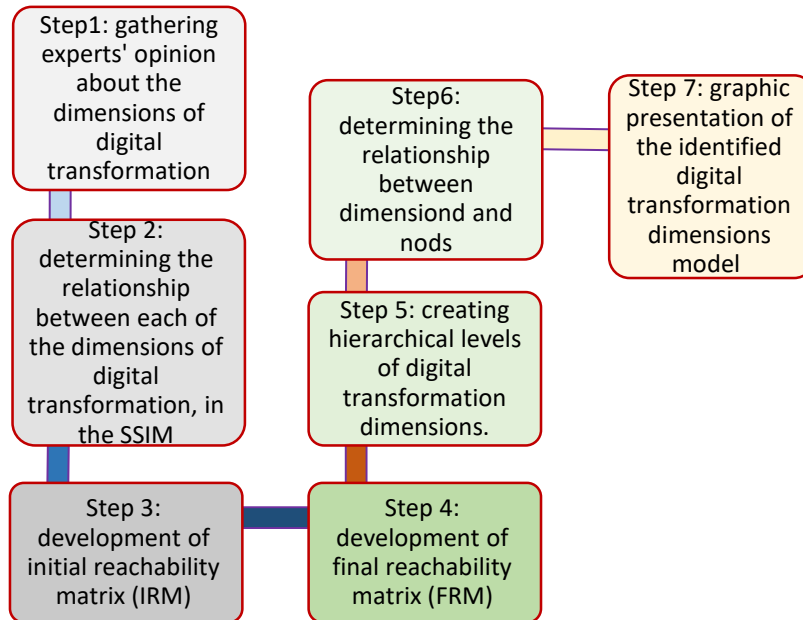 Step1: gathering
experts' opinion
about the
dimensions of
digital
transformation
Step 2:
determining the
relationship
between each of
the dimensions of
digital
transformation, in
the SSIM
Step 3:
development of
initial reachability
matrix (IRM)
Step 4:
development of
final reachability
matrix (FRM)
Step 5: creating
hierarchical levels
of digital
transformation
dimensions.
Step6:
determining the
relationship
between
dimensiond and
nods
Step 7: graphic
presentation of
the identified
digital
transformation
dimensions
model